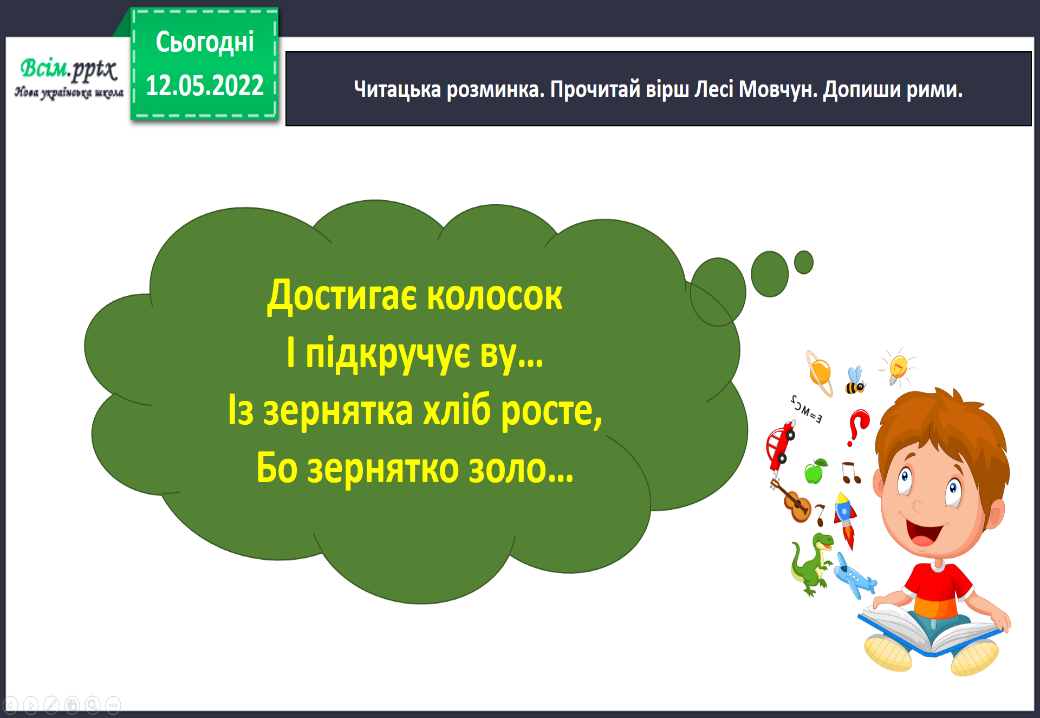 Всім.pptx
Нова українська школа
Сьогодні
12.05.2022
Читацька розминка. Прочитай вірш Лесі Мовчун. Допиши рими.
Достигає колосок
І підкручує ву...
Із зернятка хліб росте,
Бо зернятко золо...
E=MC2